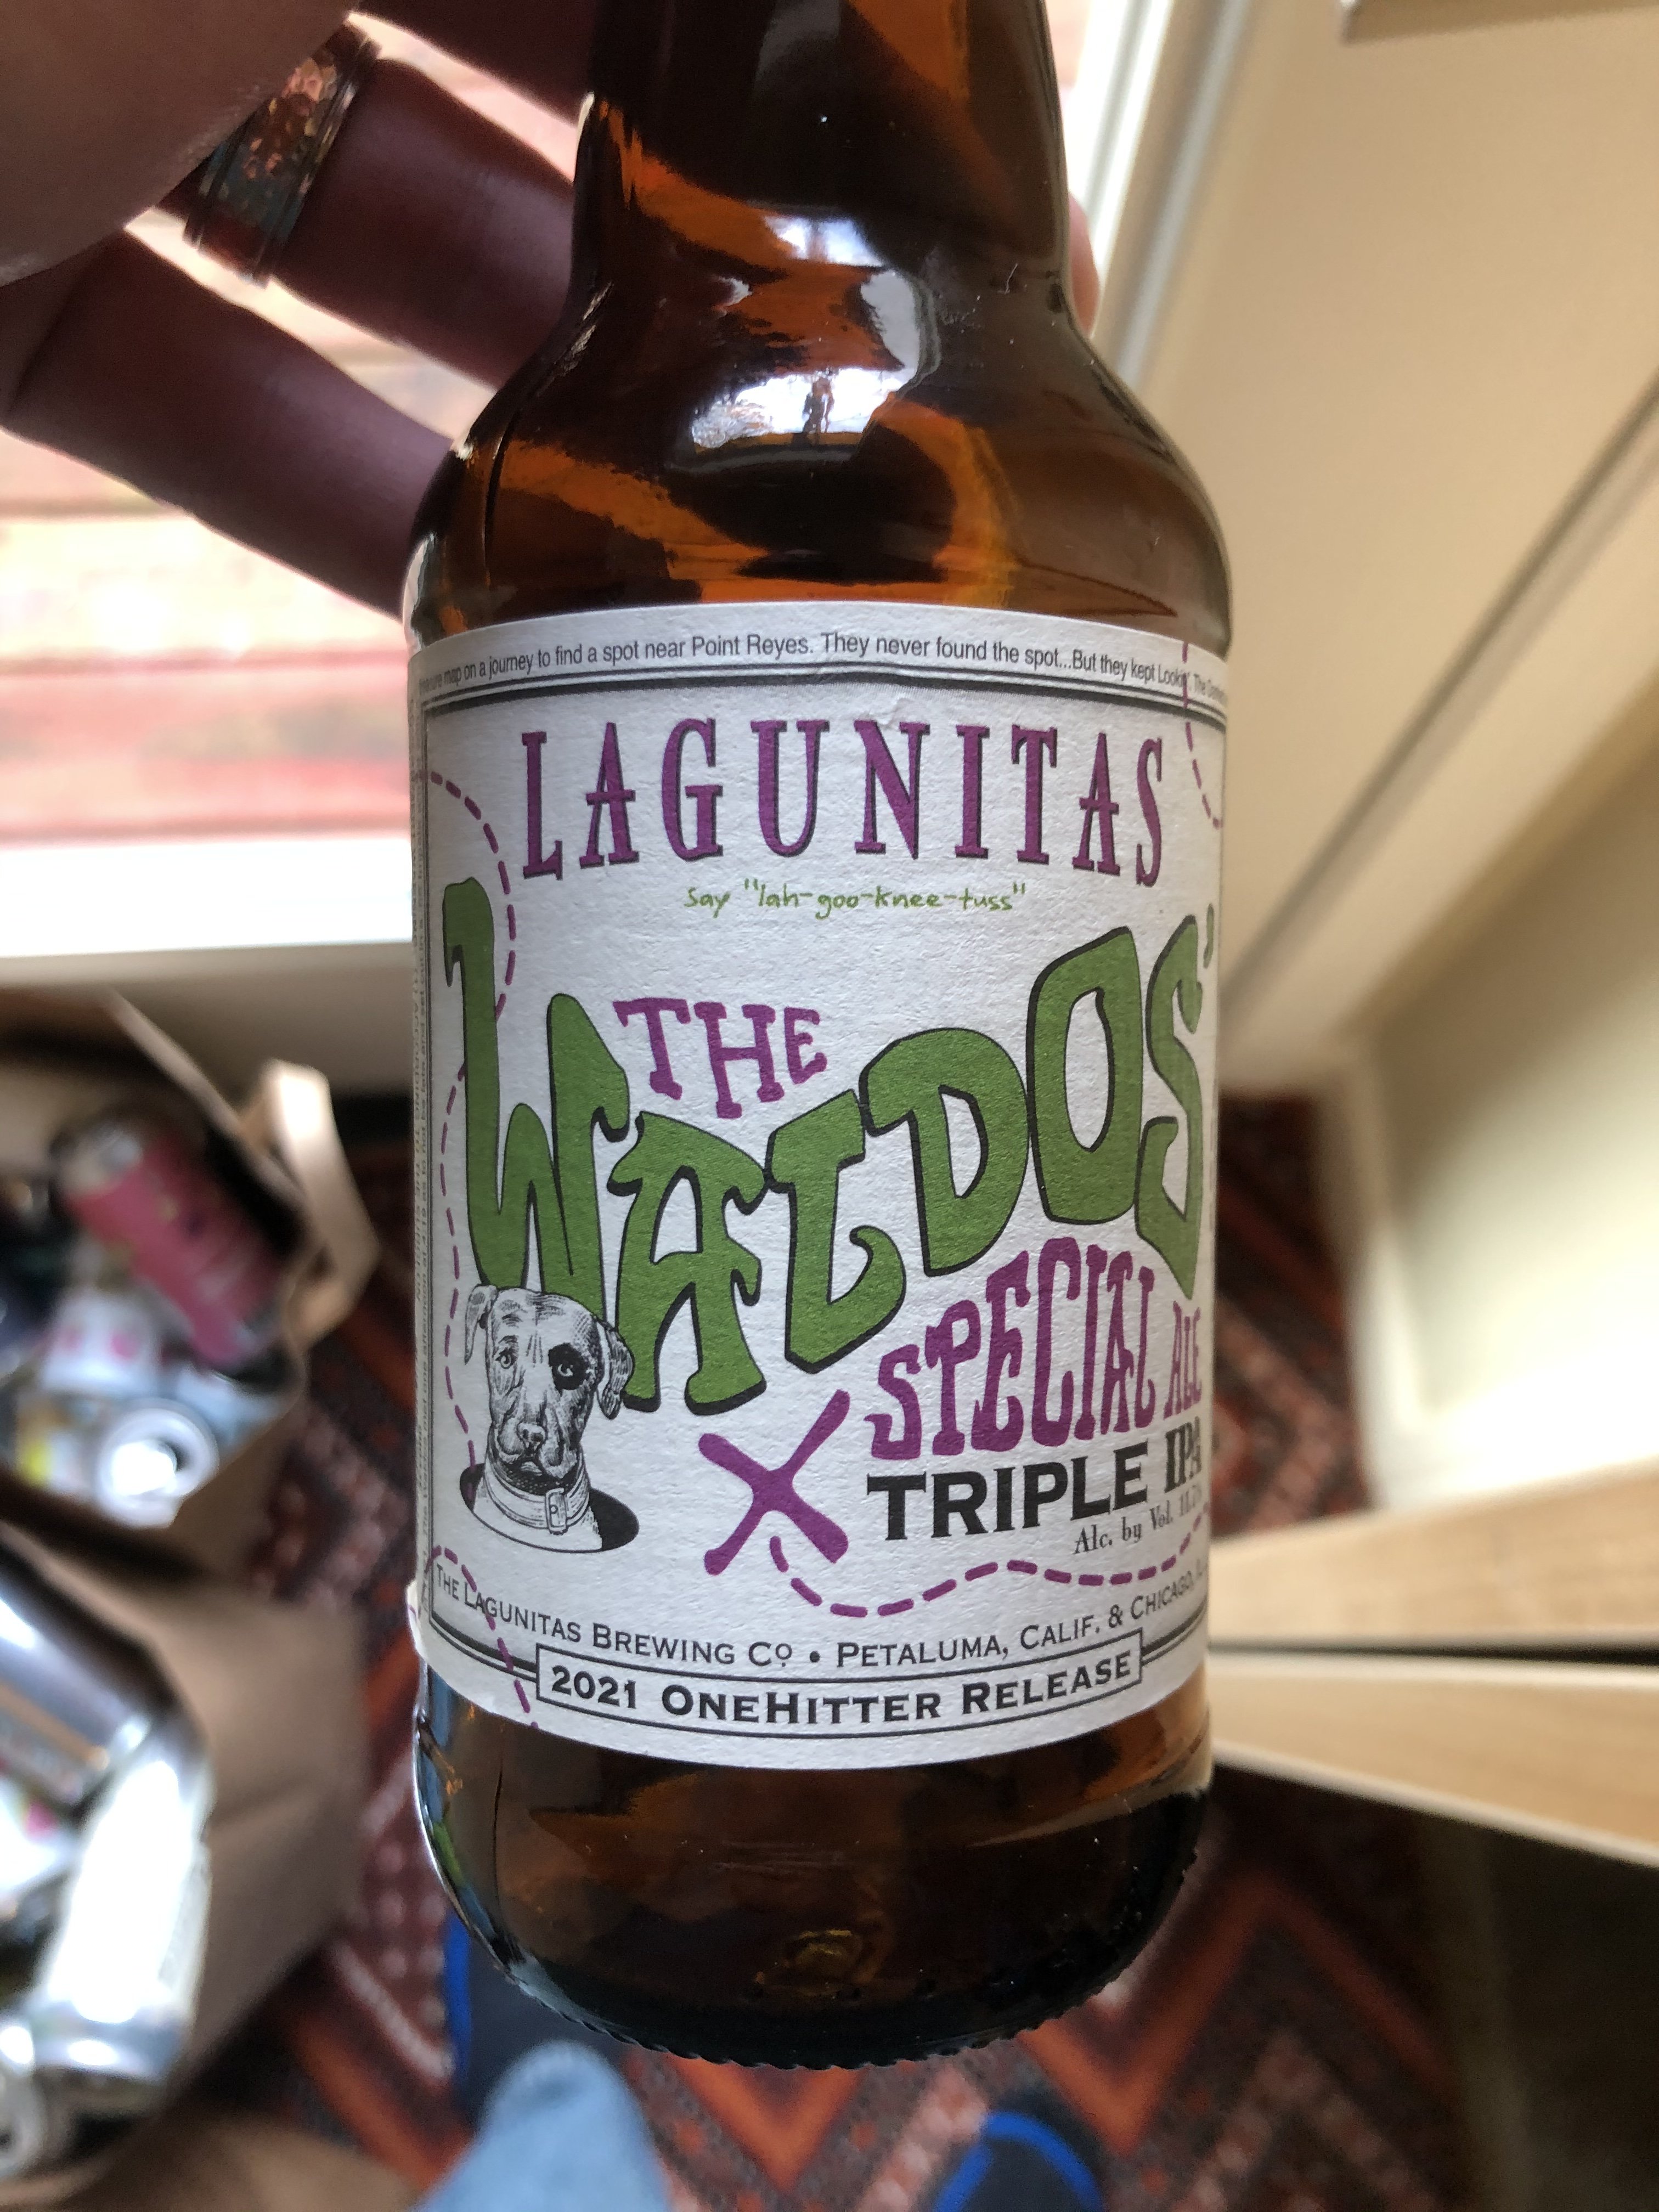 map on a journey to find a spot near Point Reyes. They never found the spot...But they kept Lookin'. The
LAGUNITAS
say "lah-goo-knee-tuss"
THE
WALDOS'
SPECIAL ALE
TRIPLE IPA
Alc. by Vol.
THE LAGUNITAS BREWING CO. • PETALUMA, CALIF. & CHICAGO,
2021 ONEHITTER RELEASE